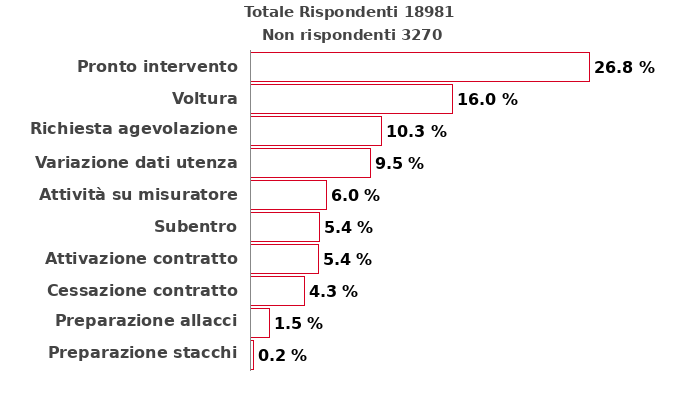 Totale Rispondenti 18981
Non rispondenti 3270
Pronto intervento 26.8 %
Voltura 16.0 %
Richiesta agevolazione 10.3 %
Variazione dati utenza 9.5 %
Attività su misuratore 6.0 %
Subentro 5.4 %
Attivazione contratto 5.4 %
Cessazione contratto 4.3 %
Preparazione allacci 1.5 %
Preparazione stacchi 0.2 %